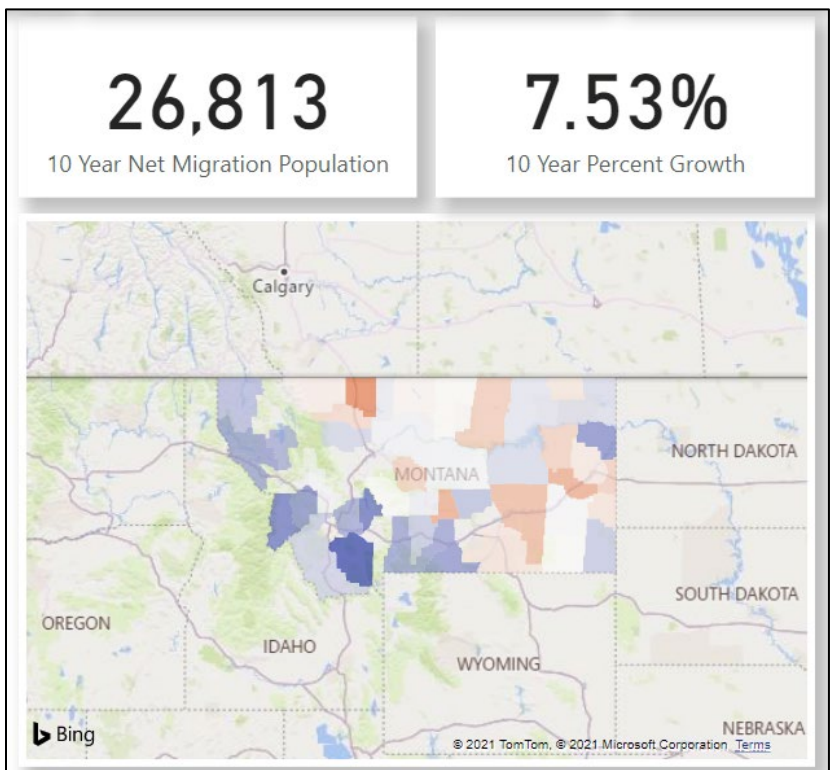 26,813
10 Year Net Migration Population
7.53%
10 Year Percent Growth
Calgary
NORTH DAKOTA
MONTANA
SOUTH DAKOTA
OREGON
IDAHO
WYOMING
NEBRASKA
Bing
© 2021 TomTom, © 2021 Microsoft Corporation Terms